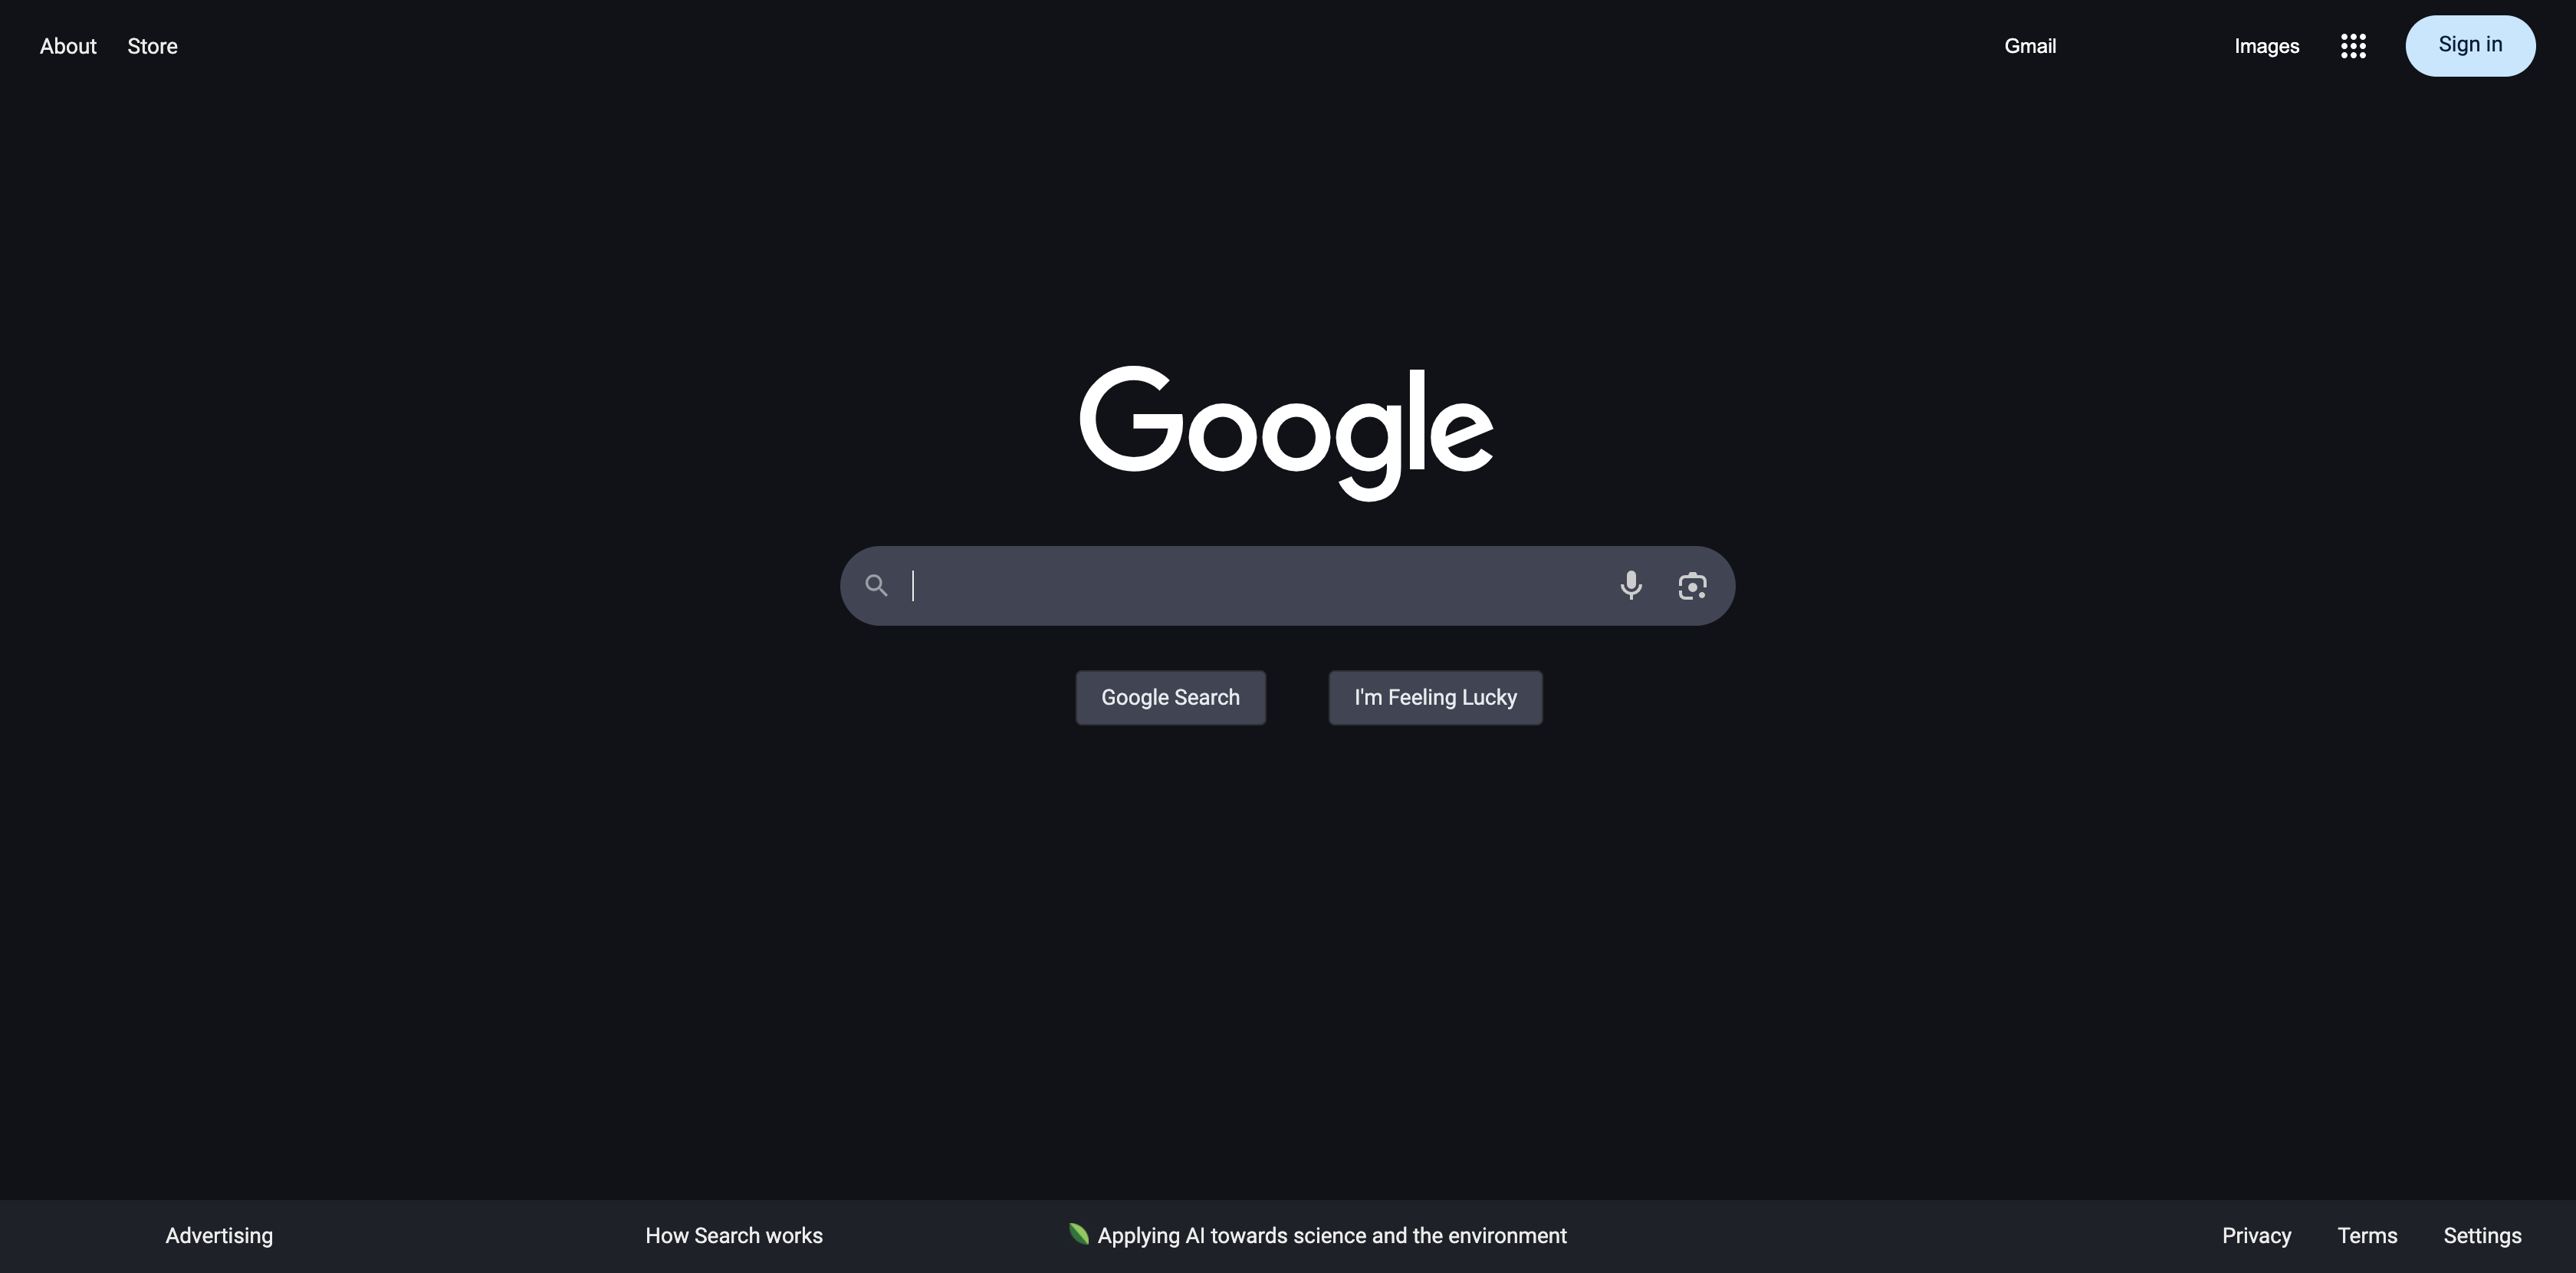 About Store Gmail Images Sign in
Google
Google Search I'm Feeling Lucky
Advertising How Search works Applying AI towards science and the environment Privacy Terms Settings